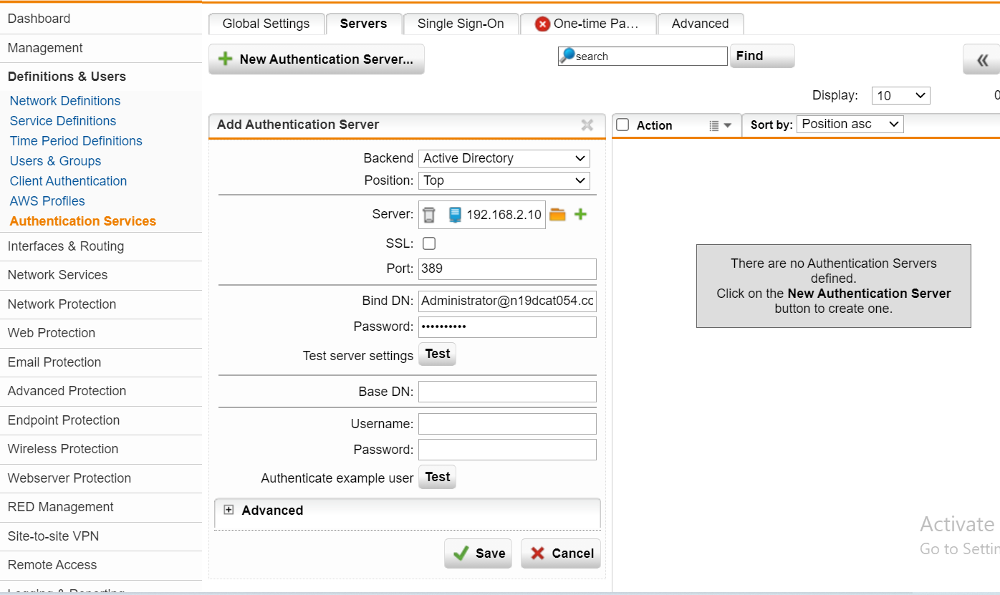 Dashboard
Management
Definitions & Users
Network Definitions
Service Definitions
Time Period Definitions
Users & Groups
Client Authentication
AWS Profiles
Authentication Services
Interfaces & Routing
Network Services
Network Protection
Web Protection
Email Protection
Advanced Protection
Endpoint Protection
Wireless Protection
Webserver Protection
RED Management
Site-to-site VPN
Remote Access
Logging & Reporting
Global Settings
Servers
Single Sign-On
One-time Pa…
Advanced
New Authentication Server...
search
Find
«
Display: 10
0
Add Authentication Server
Backend Active Directory
Position: Top
Server: 192.168.2.10
SSL:
Port: 389
Bind DN: Administrator@n19dcat054.cc
Password: ••••••••••
Test server settings Test
Base DN:
Username:
Password:
Authenticate example user Test
Advanced
Save Cancel
Action
Sort by: Position asc
There are no Authentication Servers
defined.
Click on the New Authentication Server
button to create one.
Activate
Go to Settin